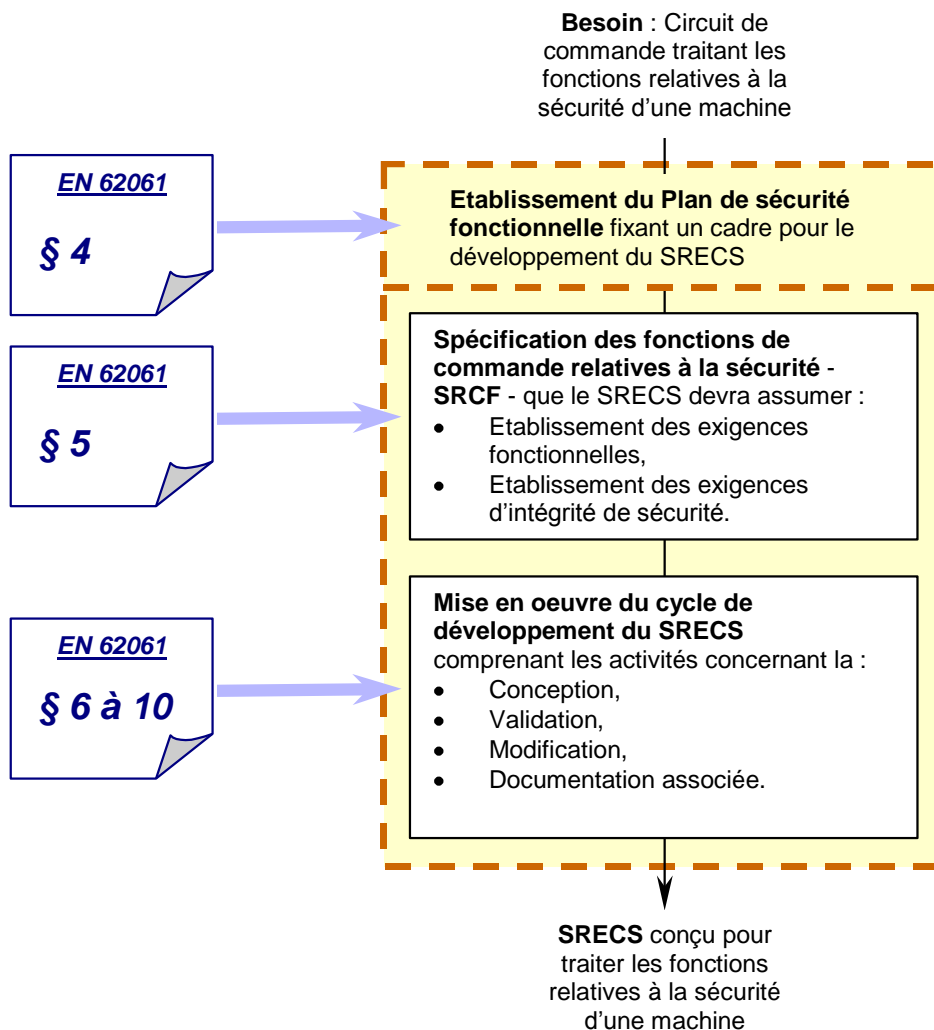 Besoin : Circuit de
commande traitant les
fonctions relatives à la
sécurité d'une machine
EN 62061
§ 4
Etablissement du Plan de sécurité
fonctionnelle fixant un cadre pour le
développement du SRECS
EN 62061
§ 5
Spécification des fonctions de
commande relatives à la sécurité -
SRCF - que le SRECS devra assumer :
• Etablissement des exigences
fonctionnelles,
• Etablissement des exigences
d'intégrité de sécurité.
EN 62061
§ 6 à 10
Mise en oeuvre du cycle de
développement du SRECS
comprenant les activités concernant la :
• Conception,
• Validation,
• Modification,
• Documentation associée.
SRECS conçu pour
traiter les fonctions
relatives à la sécurité
d'une machine